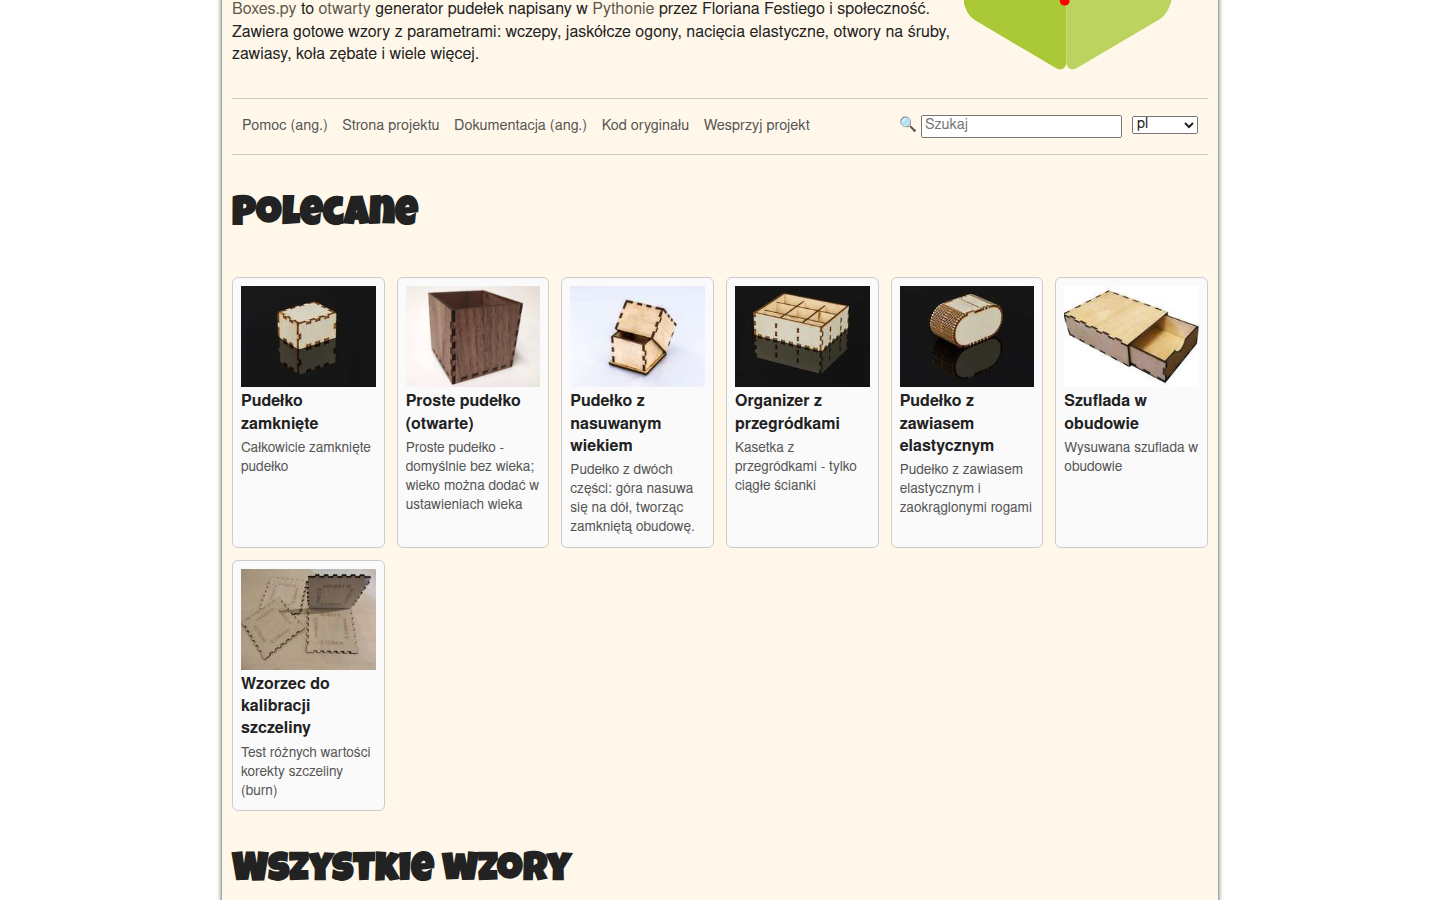 Boxes.py to otwarty generator pudełek napisany w Pythonie przez Floriana Festiego i społeczność.
Zawiera gotowe wzory z parametrami: wczepy, jaskółcze ogony, nacięcia elastyczne, otwory na śruby,
zawiasy, koła zębate i wiele więcej.
Pomoc (ang.) Strona projektu Dokumentacja (ang.) Kod oryginału Wesprzyj projekt Szukaj pl
Polecane
Pudełko
zamknięte
Całkowicie zamknięte
pudełko
Proste pudełko
(otwarte)
Proste pudełko -
domyślnie bez wieka;
wieko można dodać w
ustawieniach wieka
Pudełko z
nasuwanym
wiekiem
Pudełko z dwóch
części: góra nasuwa
się na dół, tworząc
zamkniętą obudowę.
Organizer z
przegródkami
Kasetka z
przegródkami - tylko
ciągłe ścianki
Pudełko z
zawiasem
elastycznym
Pudełko z zawiasem
elastycznym i
zaokrąglonymi rogami
Szuflada w
obudowie
Wysuwana szuflada w
obudowie
Wzorzec do
kalibracji
szczeliny
Test różnych wartości
korekty szczeliny
(burn)
Wszystkie wzory